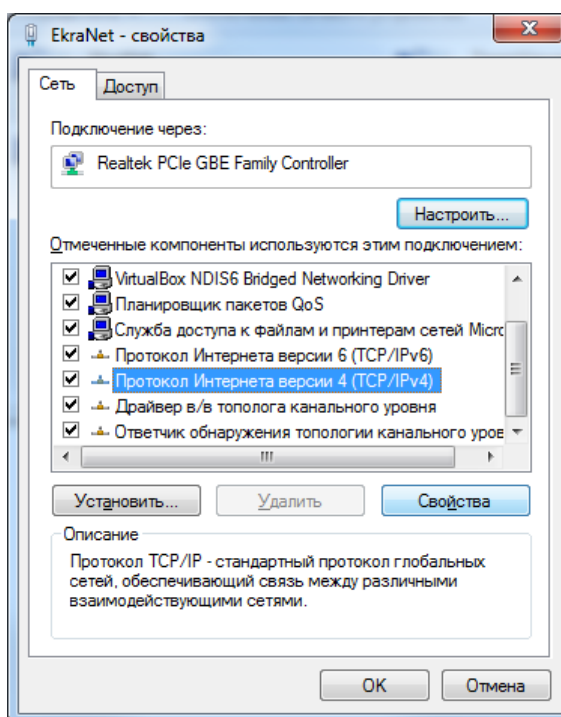 EkraNet - свойства
Сеть
Доступ
Подключение через:
Realtek PCIe GBE Family Controller
Настроить...
Отмеченные компоненты используются этим подключением:
VirtualBox NDIS6 Bridged Networking Driver
Планировщик пакетов QoS
Служба доступа к файлам и принтерам сетей Micro
Протокол Интернета версии 6 (TCP/IPv6)
Протокол Интернета версии 4 (TCP/IPv4)
Драйвер в/в тополога канального уровня
Ответчик обнаружения топологии канального уров
Установить...
Удалить
Свойства
Описание
Протокол TCP/IP - стандартный протокол глобальных
сетей, обеспечивающий связь между различными
взаимодействующими сетями.
OK
Отмена